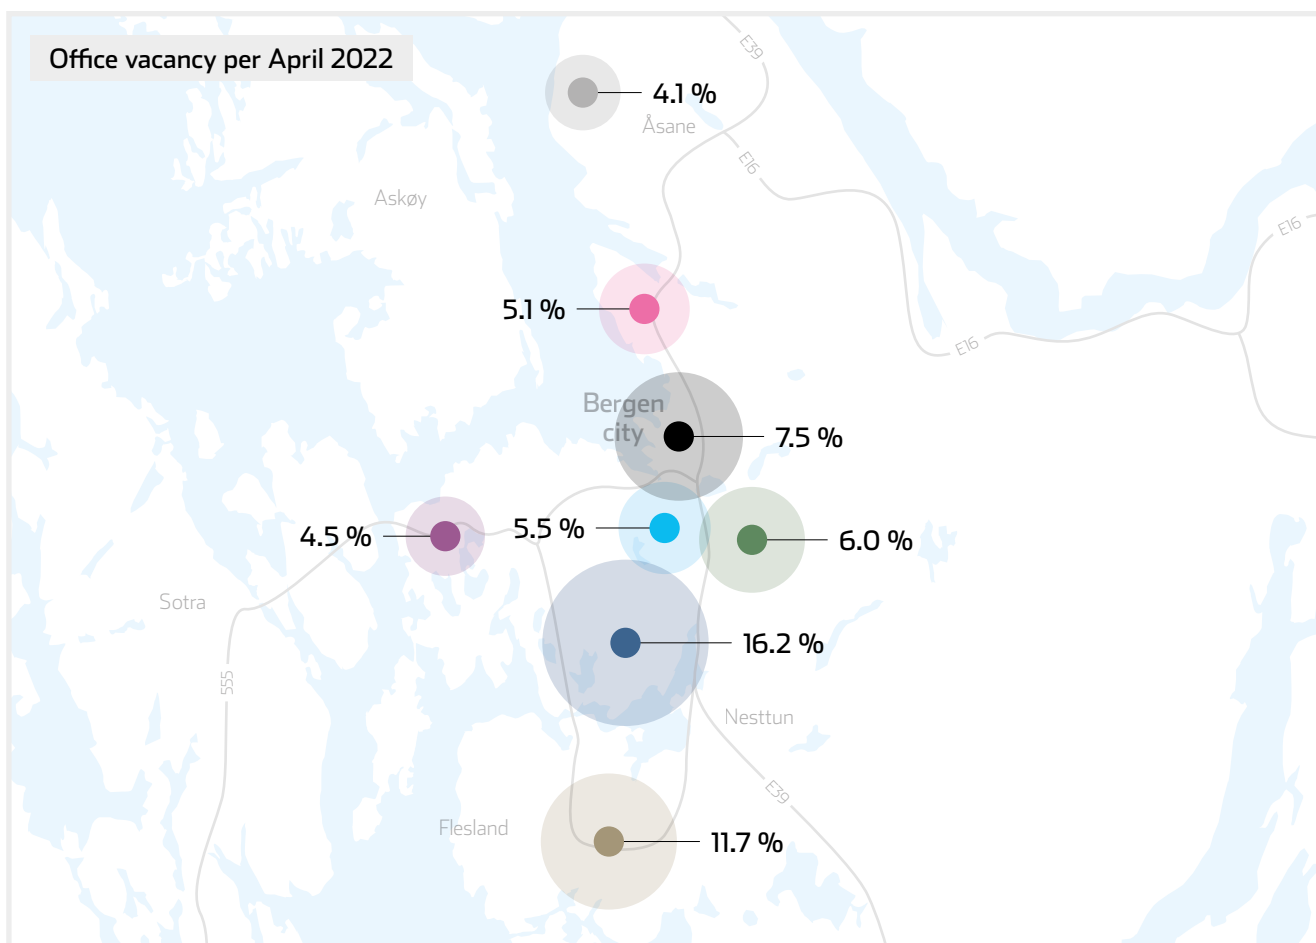 Office vacancy per April 2022
E39
4.1 %
Åsane
E16
Askøy
E16
5.1 %
E16
Bergen
city
7.5 %
4.5 %
5.5 %
6.0 %
Sotra
16.2 %
555
Nesttun
E39
Flesland
11.7 %